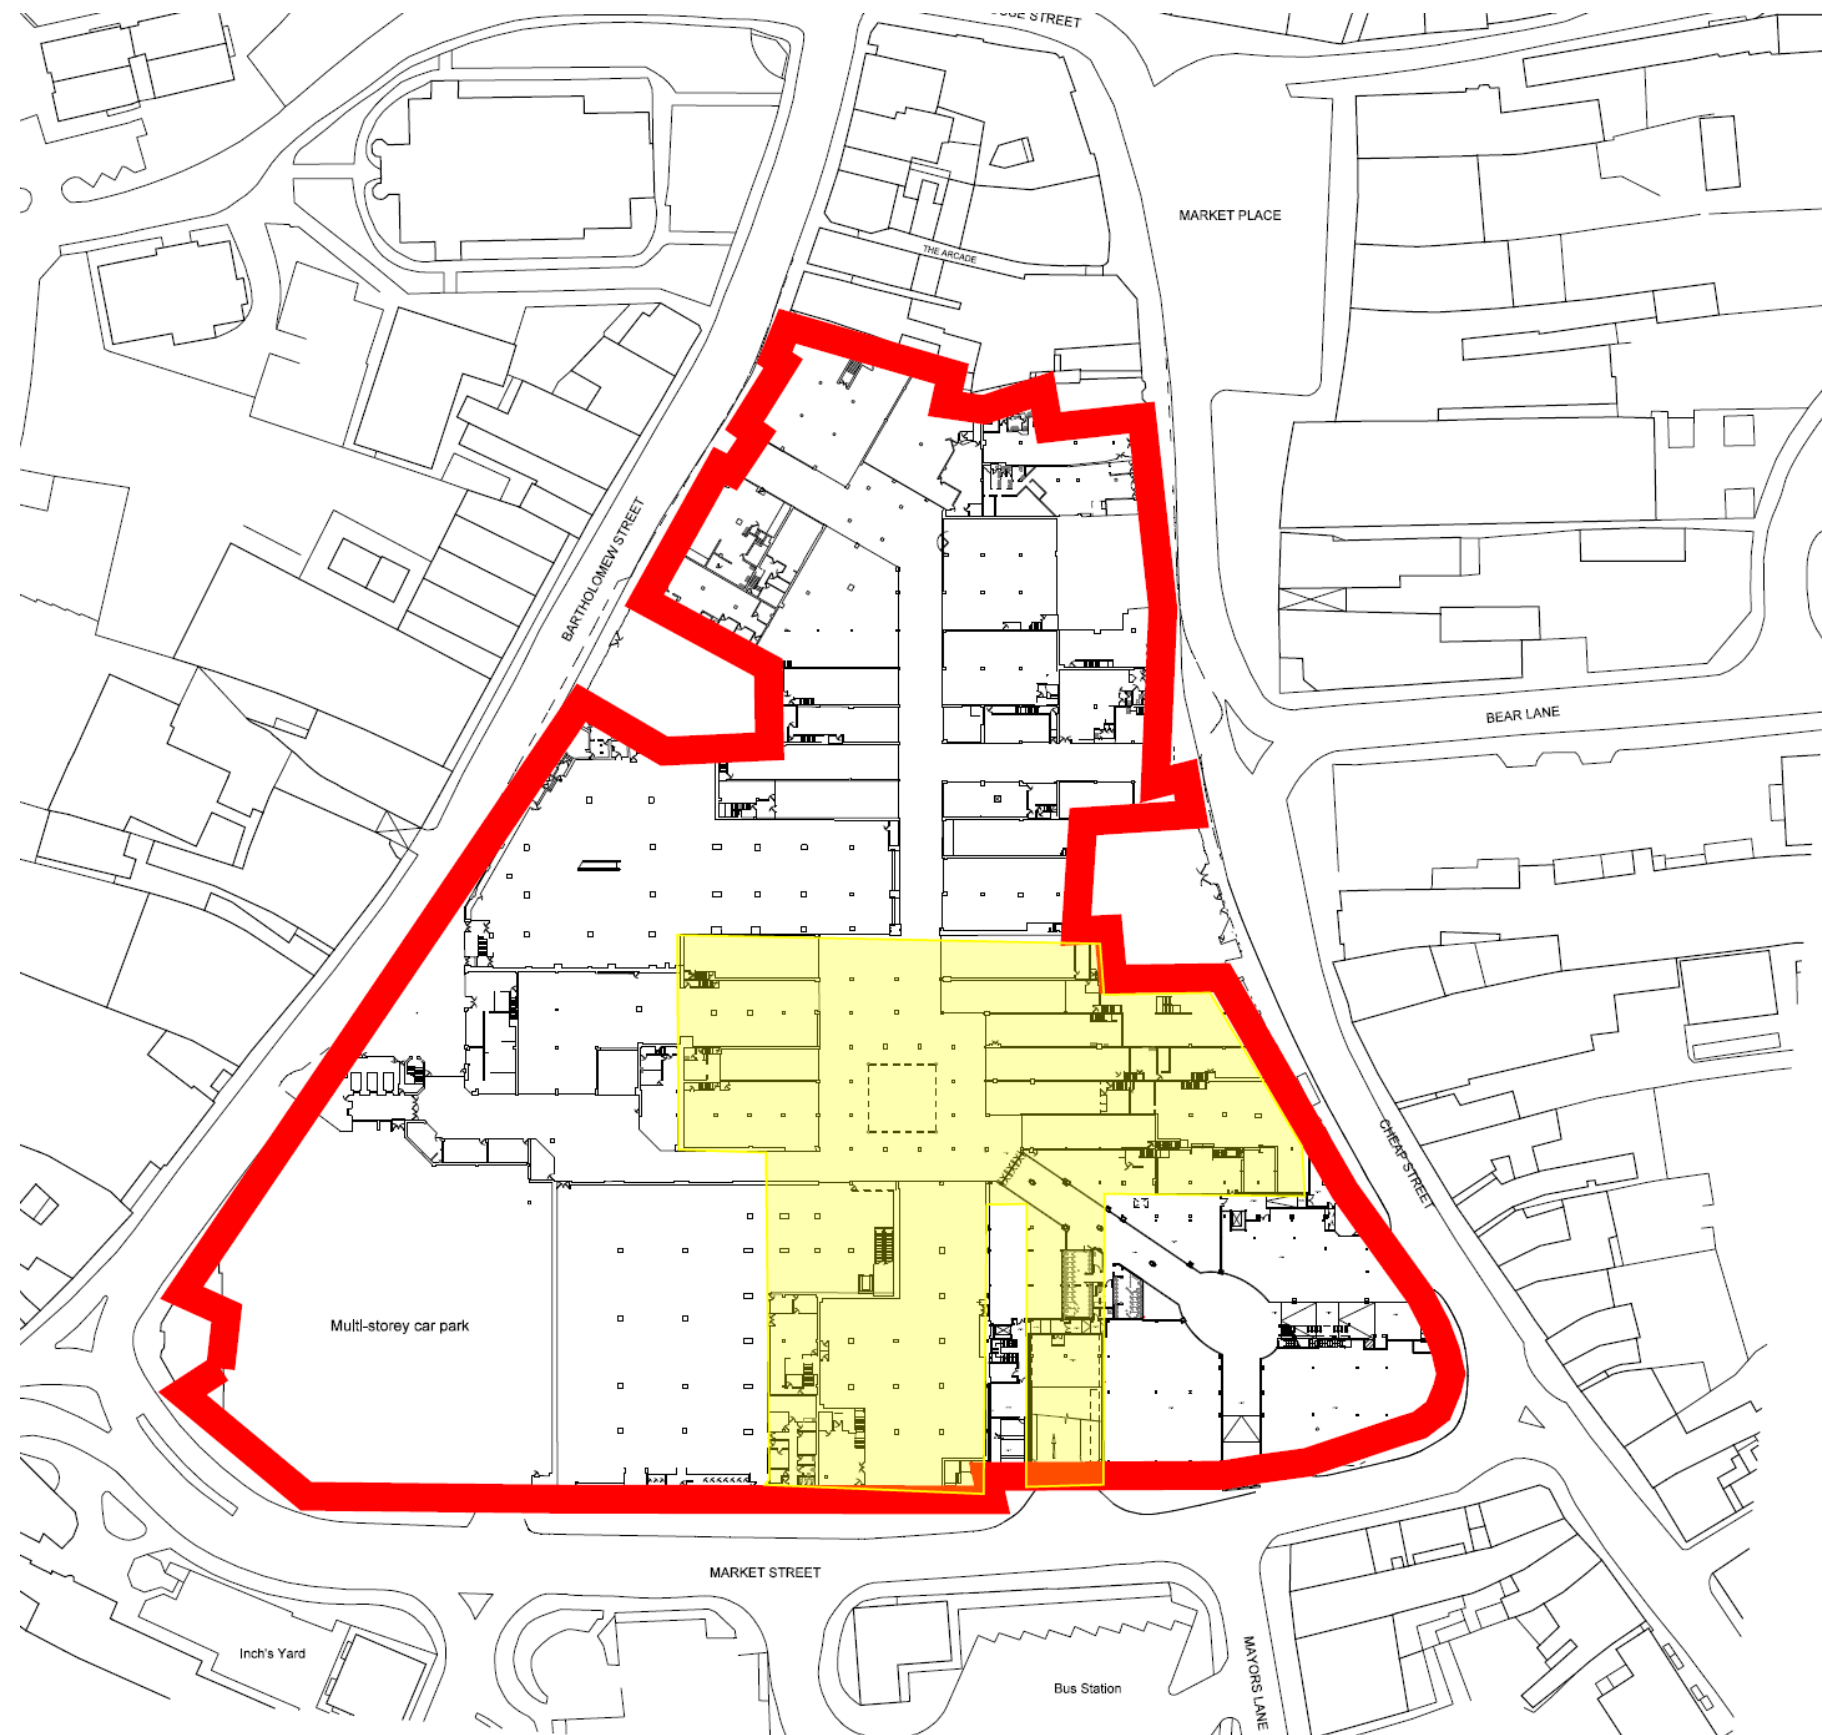 STREET
MARKET PLACE
THE ARCADE
BARTHOLOMEW STREET
BEAR LANE
CHEAP STREET
Multi-storey car park
MARKET STREET
Inch's Yard
Bus Station
MAYORS LANE